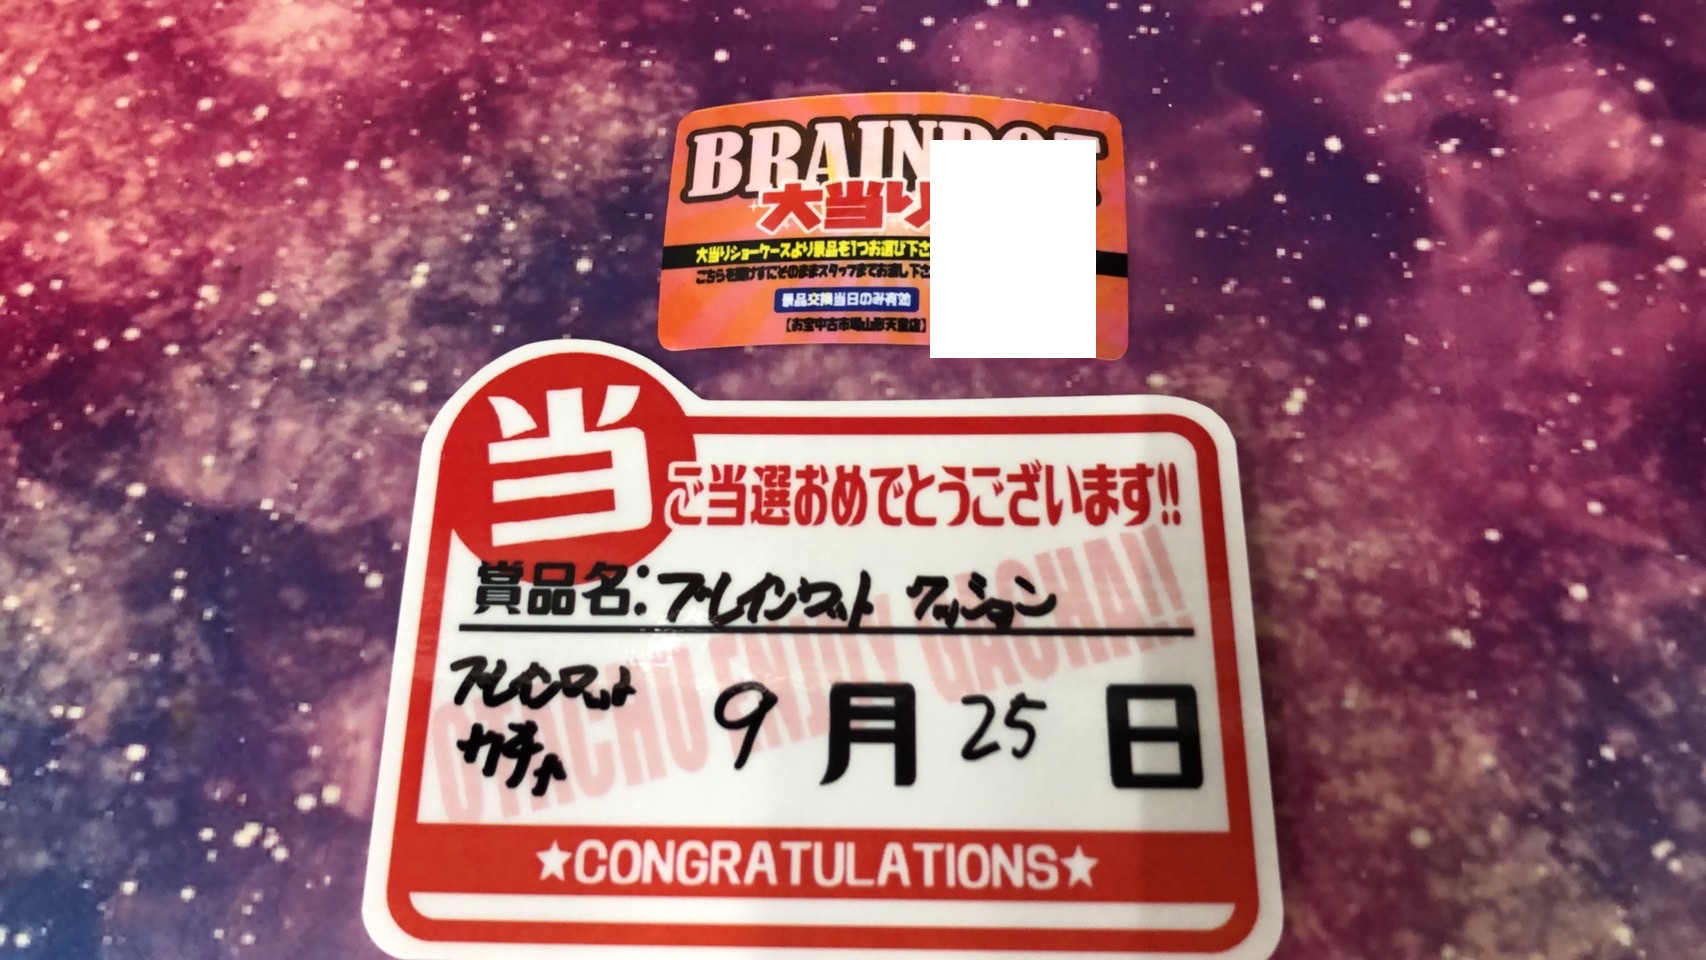 BRAINROT
大当り
大当りショーケースより景品を1つお選び下さ
こちらを開けずにそのままスタッフまでお渡し下さ
景品交換当日のみ有効
【お宝中古市場山形天童店】
当
ご当選おめでとうございます!!
賞品名:ブレインロット クッション
ブレインロット
ガチャ
9月25日
OTACHU ENJOY GACHA!!
★CONGRATULATIONS★